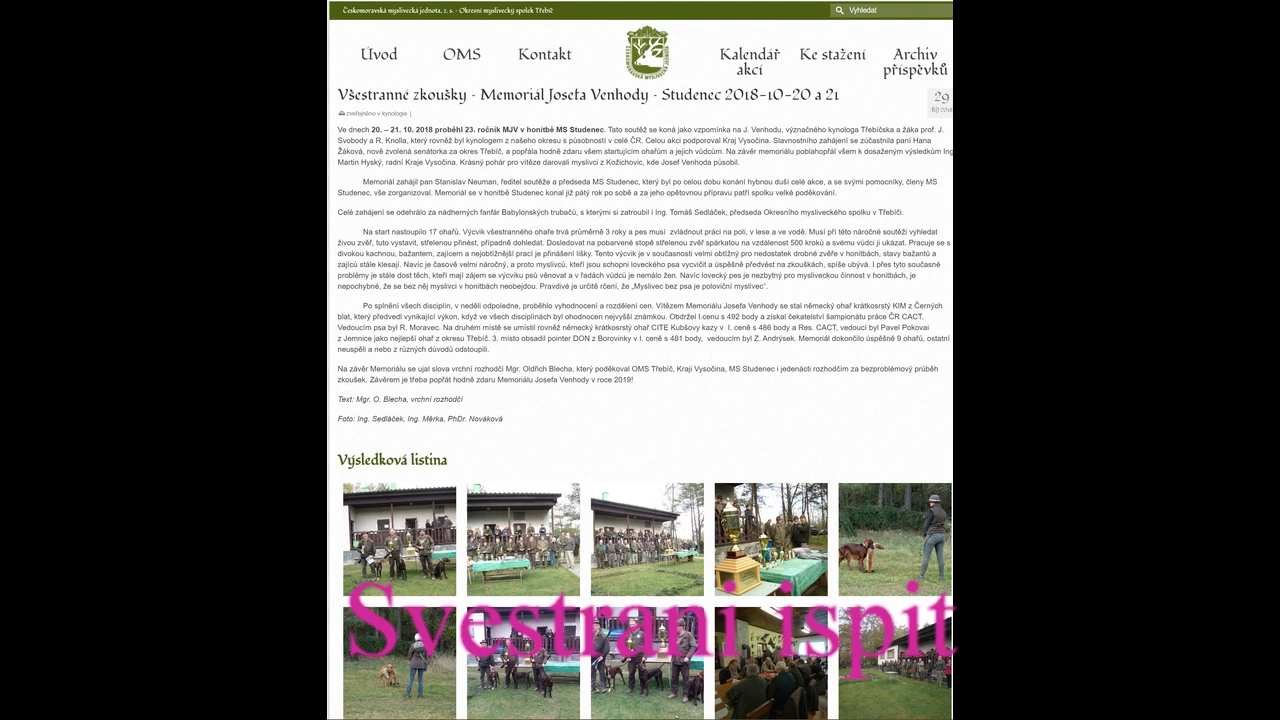 Českomoravská myslivecká jednota, z. s. - Okresní myslivecký spolek Třebíč
Vyhledat
Úvod
OMS
Kontakt
ČESKOMORAVSKÁ MYSLIVECKÁ JEDNOTA
Kalendář akcí
Ke stažení
Archiv příspěvků
Všestranné zkoušky - Memoriál Josefa Venhody - Studenec 2018-10-20 a 21
29
zveřejněno v kynologie |
Ve dnech 20. – 21. 10. 2018 proběhl 23. ročník MJV v honitbě MS Studenec. Tato soutěž se koná jako vzpomínka na J. Venhodu, význačného kynologa Třebíčska a žáka prof. J.
Svobody a R. Knolla, který rovněž byl kynologem z našeho okresu s působností v celé ČR. Celou akci podporoval Kraj Vysočina. Slavnostního zahájení se zúčastnila paní Hana
Žáková, nově zvolená senátorka za okres Třebíč, a popřála hodně zdaru všem startujícím ohařům a jejich vůdcům. Na závěr memoriálu poblahopřál všem k dosaženým výsledkům Ing
Martin Hyský, radní Kraje Vysočina. Krásný pohár pro vítěze darovali myslivci z Kožichovic, kde Josef Venhoda působil.
Memoriál zahájil pan Stanislav Neuman, ředitel soutěže a předseda MS Studenec, který byl po celou dobu konání hybnou duší celé akce, a se svými pomocníky, členy MS
Studenec, vše zorganizoval. Memoriál se v honitbě Studenec konal již pátý rok po sobě a za jeho opětovnou přípravu patří spolku velké poděkování.
Celé zahájení se odehrálo za nádherných fanfár Babylonských trubačů, s kterými si zatroubil i Ing. Tomáš Sedláček, předseda Okresního mysliveckého spolku v Třebíči.
Na start nastoupilo 17 ohařů. Výcvik všestranného ohaře trvá průměrně 3 roky a pes musí zvládnout práci na poli, v lese a ve vodě. Musí při této náročné soutěži vyhledat
živou zvěř, tuto vystavit, střelenou přinést, případně dohledat. Dosledovat na pobarvené stopě střelenou zvěř spárkatou na vzdálenost 500 kroků a svému vůdci ji ukázat. Pracuje se s
divokou kachnou, bažantem, zajícem a nejobtížnější prací je přinášení lišky. Tento výcvik je v současnosti velmi obtížný pro nedostatek drobné zvěře v honitbách, stavy bažantů a
zajíců stále klesají. Navíc je časově velmi náročný, a proto myslivců, kteří jsou schopni loveckého psa vycvičit a úspěšně předvést na zkouškách, spíše ubývá. I přes tyto současné
problémy je stále dost těch, kteří mají zájem se výcviku psů věnovat a v řadách vůdců je nemálo žen. Navíc lovecký pes je nezbytný pro mysliveckou činnost v honitbách, je
nepochybné, že se bez něj myslivci v honitbách neobejdou. Pravdivé je určitě rčení, že „Myslivec bez psa je poloviční myslivec“.
Po splnění všech disciplín, v neděli odpoledne, proběhlo vyhodnocení a rozdělení cen. Vítězem Memoriálu Josefa Venhody se stal německý ohař krátkosrstý KIM z Černých
blat, který předvedl vynikající výkon, když ve všech disciplínách byl ohodnocen nejvyšší známkou. Obdržel I.cenu s 492 body a získal čekatelství šampionátu práce ČR CACT.
Vedoucím psa byl R. Moravec. Na druhém místě se umístil rovněž německý krátkosrstý ohař CITE Kubšovy kazy v I. ceně s 486 body a Res. CACT, vedoucí byl Pavel Pokovai
z Jemnice jako nejlepší ohař z okresu Třebíč. 3. místo obsadil pointer DON z Borovinky v I. ceně s 481 body, vedoucím byl Z. Andrýsek. Memoriál dokončilo úspěšně 9 ohařů, ostatní
neuspěli a nebo z různých důvodů odstoupili.
Na závěr Memoriálu se ujal slova vrchní rozhodčí Mgr. Oldřich Blecha, který poděkoval OMS Třebíč, Kraji Vysočina, MS Studenec i jedenácti rozhodčím za bezproblémový průběh
zkoušek. Závěrem je třeba popřát hodně zdaru Memoriálu Josefa Venhody v roce 2019!
Text: Mgr. O. Blecha, vrchní rozhodčí
Foto: Ing. Sedláček, Ing. Měrka, PhDr. Nováková
Výsledková listina
Svestrani ispit